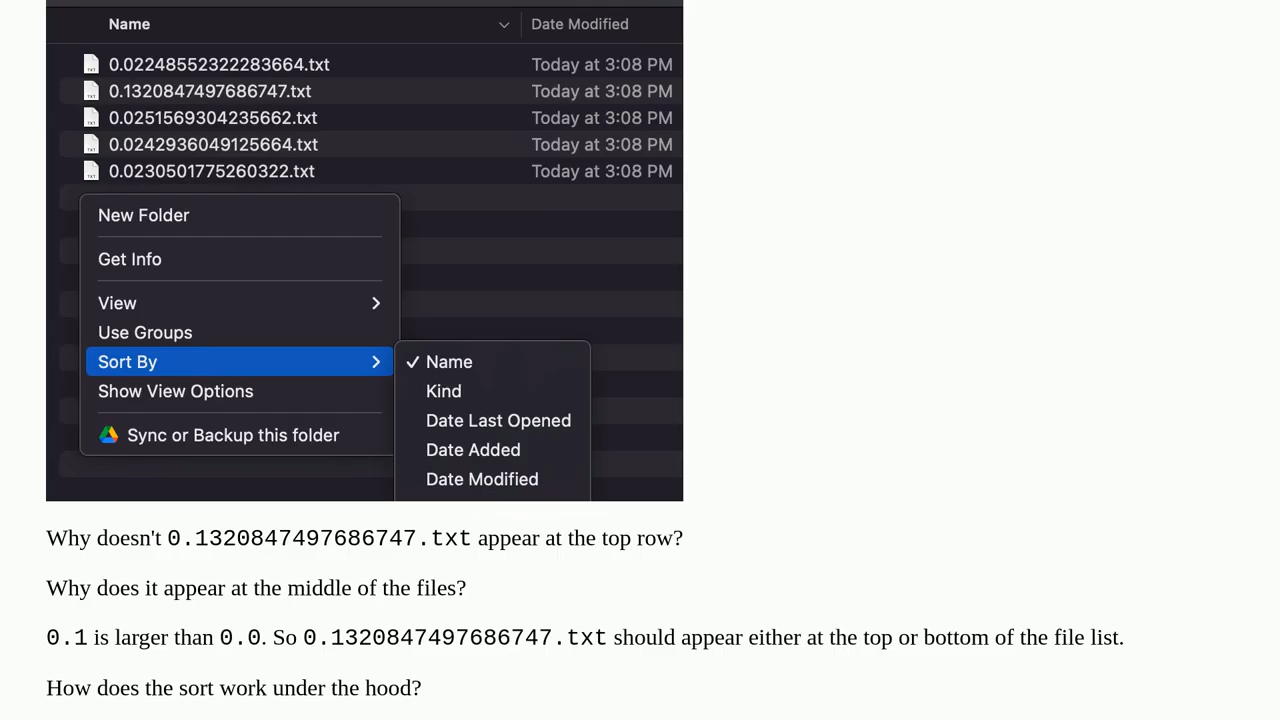 Name Date Modified
0.02248552322283664.txt Today at 3:08 PM
0.1320847497686747.txt Today at 3:08 PM
0.0251569304235662.txt Today at 3:08 PM
0.0242936049125664.txt Today at 3:08 PM
0.0230501775260322.txt Today at 3:08 PM
New Folder
Get Info
View
Use Groups
Sort By
Show View Options
Sync or Backup this folder
Name
Kind
Date Last Opened
Date Added
Date Modified
Why doesn't 0.1320847497686747.txt appear at the top row?
Why does it appear at the middle of the files?
0.1 is larger than 0.0. So 0.1320847497686747.txt should appear either at the top or bottom of the file list.
How does the sort work under the hood?